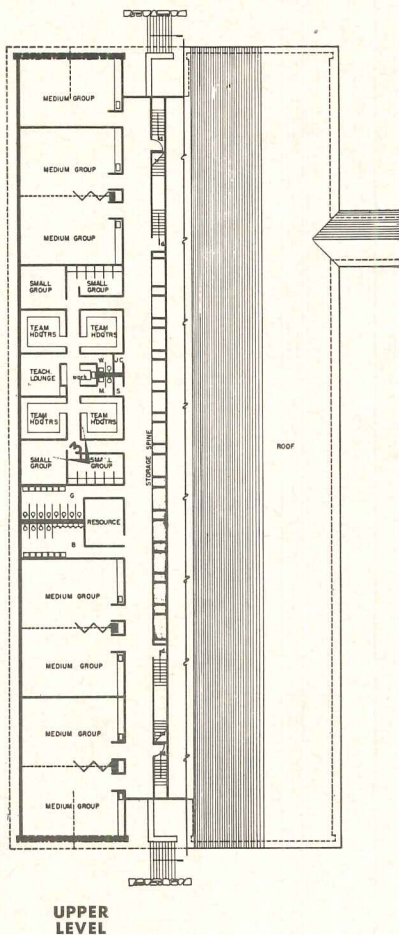 MEDIUM GROUP
MEDIUM GROUP
MEDIUM GROUP
SMALL
GROUP
SMALL
GROUP
TEAM
HDQTRS
TEAM
HDQTRS
TEACH.
LOUNGE
work
W.
J.C.
M.
S
TEAM
HDQTRS
TEAM
HDQTRS
SMALL
GROUP
SMALL
GROUP
STORAGE SPINE
ROOF
G
RESOURCE
B
MEDIUM GROUP
MEDIUM GROUP
MEDIUM GROUP
MEDIUM GROUP
UPPER
LEVEL